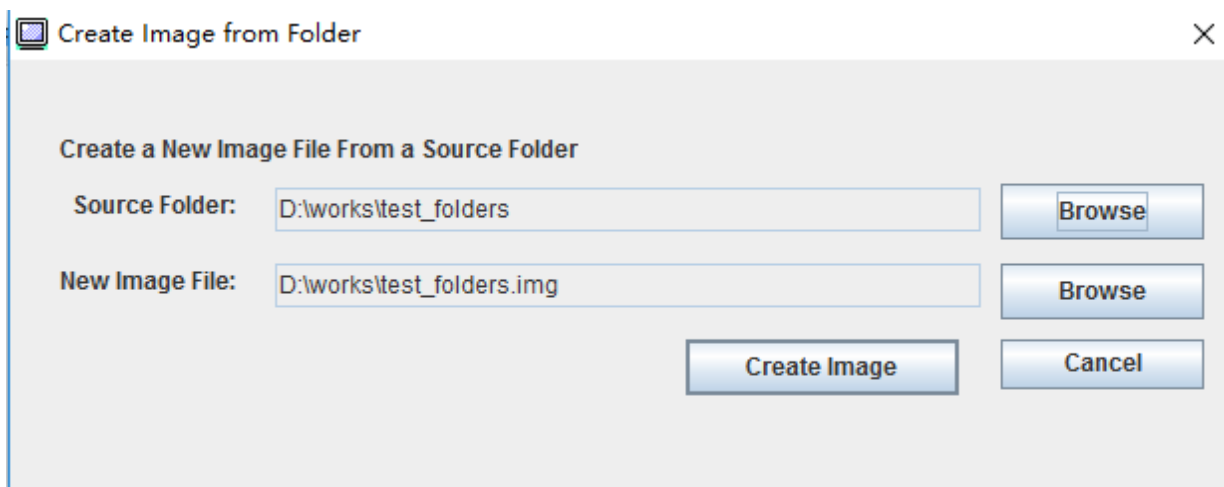 Create Image from Folder
Create a New Image File From a Source Folder
Source Folder: D:\works\test_folders Browse
New Image File: D:\works\test_folders.img Browse
Create Image Cancel